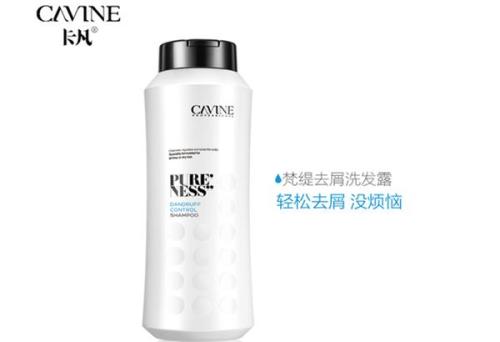 CAVINE
卡凡®
CAVINE
PURE
NESS
DANDRUFF
CONTROL
SHAMPOO
梵缇去屑洗发露
轻松去屑 没烦恼